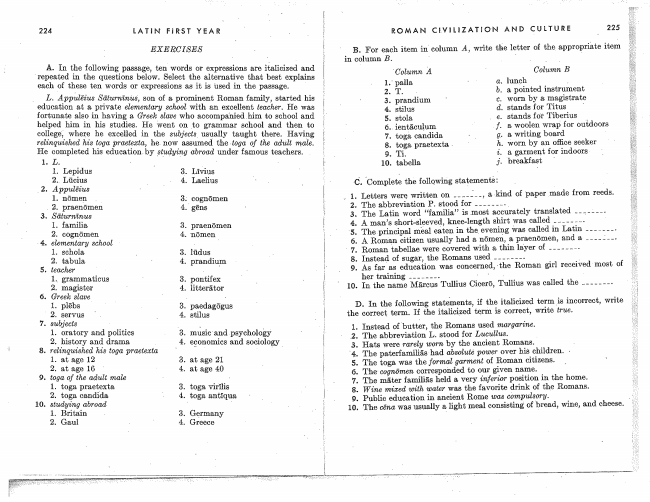 224 LATIN FIRST YEAR
EXERCISES
A. In the following passage, ten words or expressions are italicized and
repeated in the questions below. Select the alternative that best explains
each of these ten words or expressions as it is used in the passage.
L. Appulēius Sāturnīnus, son of a prominent Roman family, started his
education at a private elementary school with an excellent teacher. He was
fortunate also in having a Greek slave who accompanied him to school and
helped him in his studies. He went on to grammar school and then to
college, where he excelled in the subjects usually taught there. Having
relinquished his toga praetexta, he now assumed the toga of the adult male.
He completed his education by studying abroad under famous teachers.
1. L.
1. Lepidus 3. Līvius
2. Lūcius 4. Laelius
2. Appulēius
1. nōmen 3. cognōmen
2. praenōmen 4. gēns
3. Sāturnīnus
1. familia 3. praenōmen
2. cognōmen 4. nōmen
4. elementary school
1. schola 3. lūdus
2. tabula 4. prandium
5. teacher
1. grammaticus 3. pontifex
2. magister 4. litterātor
6. Greek slave
1. plēbs 3. paedagōgus
2. servus 4. stilus
7. subjects
1. oratory and politics 3. music and psychology
2. history and drama 4. economics and sociology
8. relinquished his toga praetexta
1. at age 12 3. at age 21
2. at age 16 4. at age 40
9. toga of the adult male
1. toga praetexta 3. toga virīlis
2. toga candida 4. toga antīqua
10. studying abroad
1. Britain 3. Germany
2. Gaul 4. Greece
ROMAN CIVILIZATION AND CULTURE 225
B. For each item in column A, write the letter of the appropriate item
in column B.
Column A Column B
1. palla a. lunch
2. T. b. a pointed instrument
3. prandium c. worn by a magistrate
4. stilus d. stands for Titus
5. stola e. stands for Tiberius
6. ientāculum f. a woolen wrap for outdoors
7. toga candida g. a writing board
8. toga praetexta h. worn by an office seeker
9. Ti. i. a garment for indoors
10. tabella j. breakfast
C. Complete the following statements:
1. Letters were written on _______, a kind of paper made from reeds.
2. The abbreviation P. stood for _______.
3. The Latin word "familia" is most accurately translated _______.
4. A man's short-sleeved, knee-length shirt was called _______.
5. The principal meal eaten in the evening was called in Latin _______.
6. A Roman citizen usually had a nōmen, a praenōmen, and a _______.
7. Roman tabellae were covered with a thin layer of _______.
8. Instead of sugar, the Romans used _______.
9. As far as education was concerned, the Roman girl received most of
her training _______.
10. In the name Mārcus Tullius Cicerō, Tullius was called the _______.
D. In the following statements, if the italicized term is incorrect, write
the correct term. If the italicized term is correct, write true.
1. Instead of butter, the Romans used margarine.
2. The abbreviation L. stood for Lucullus.
3. Hats were rarely worn by the ancient Romans.
4. The paterfamiliās had absolute power over his children.
5. The toga was the formal garment of Roman citizens.
6. The cognōmen corresponded to our given name.
7. The māter familiās held a very inferior position in the home.
8. Wine mixed with water was the favorite drink of the Romans.
9. Public education in ancient Rome was compulsory.
10. The cēna was usually a light meal consisting of bread, wine, and cheese.